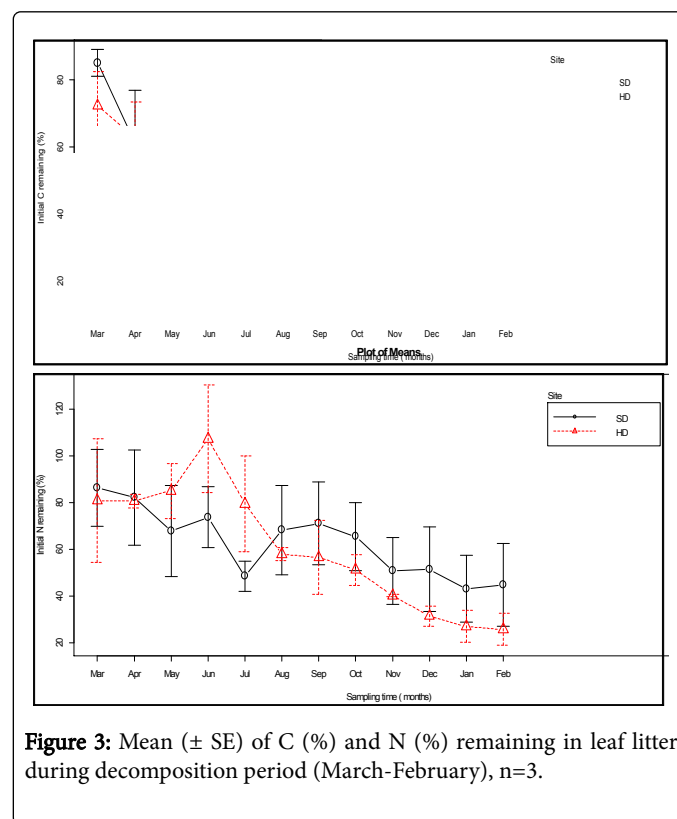 Site
SD
HD
Initial C remaining (%)
80
60
40
20
Mar Apr May Jun Jul Aug Sep Oct Nov Dec Jan Feb
Sampling time ( months)
Plot of Means
Site
SD
HD
Initial N remaining (%)
120
100
80
60
40
20
Mar Apr May Jun Jul Aug Sep Oct Nov Dec Jan Feb
Sampling time ( months)
Figure 3: Mean (± SE) of C (%) and N (%) remaining in leaf litter
during decomposition period (March-February), n=3.